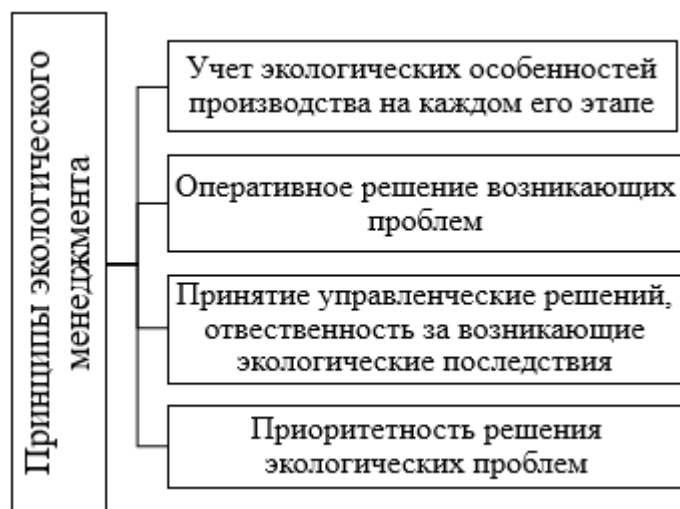 Принципы экологического
менеджмента
Учет экологических особенностей
производства на каждом его этапе
Оперативное решение возникающих
проблем
Принятие управленческие решений,
отвественность за возникающие
экологические последствия
Приоритетность решения
экологических проблем